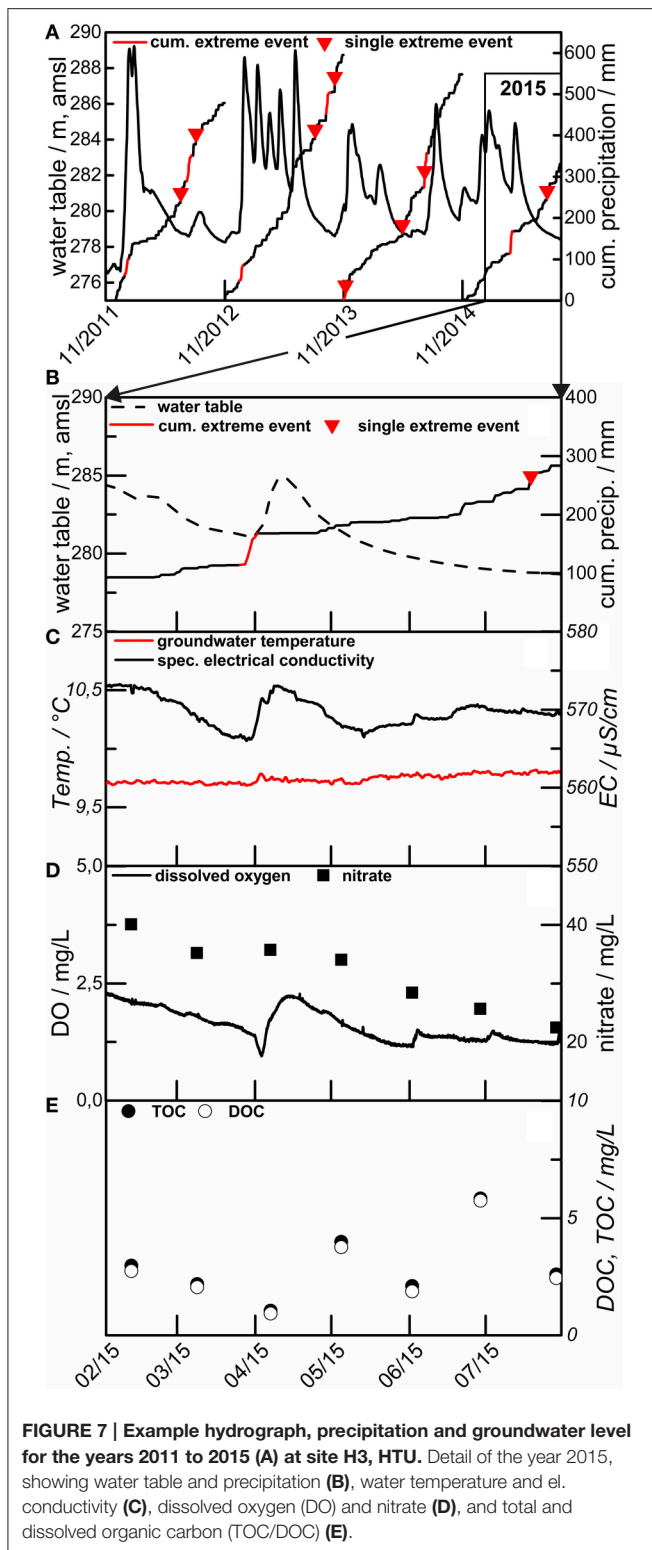 A
cum. extreme event
single extreme event
2015
290
288
286
284
282
280
278
276
water table / m, amsl
600
500
400
300
200
100
0
cum. precipitation / mm
11/2011
11/2012
11/2013
11/2014
B
water table
cum. extreme event
single extreme event
290
285
280
275
water table / m, amsl
400
300
200
100
cum. precip. / mm
C
groundwater temperature
spec. electrical conductivity
10,5
9,5
Temp. / °C
580
570
560
550
EC / µS/cm
D
dissolved oxygen
nitrate
5,0
2,5
0,0
DO / mg/L
40
20
nitrate / mg/L
E
TOC
DOC
10
5
0
DOC, TOC / mg/L
02/15
03/15
04/15
05/15
06/15
07/15
FIGURE 7 | Example hydrograph, precipitation and groundwater level
for the years 2011 to 2015 (A) at site H3, HTU. Detail of the year 2015,
showing water table and precipitation (B), water temperature and el.
conductivity (C), dissolved oxygen (DO) and nitrate (D), and total and
dissolved organic carbon (TOC/DOC) (E).